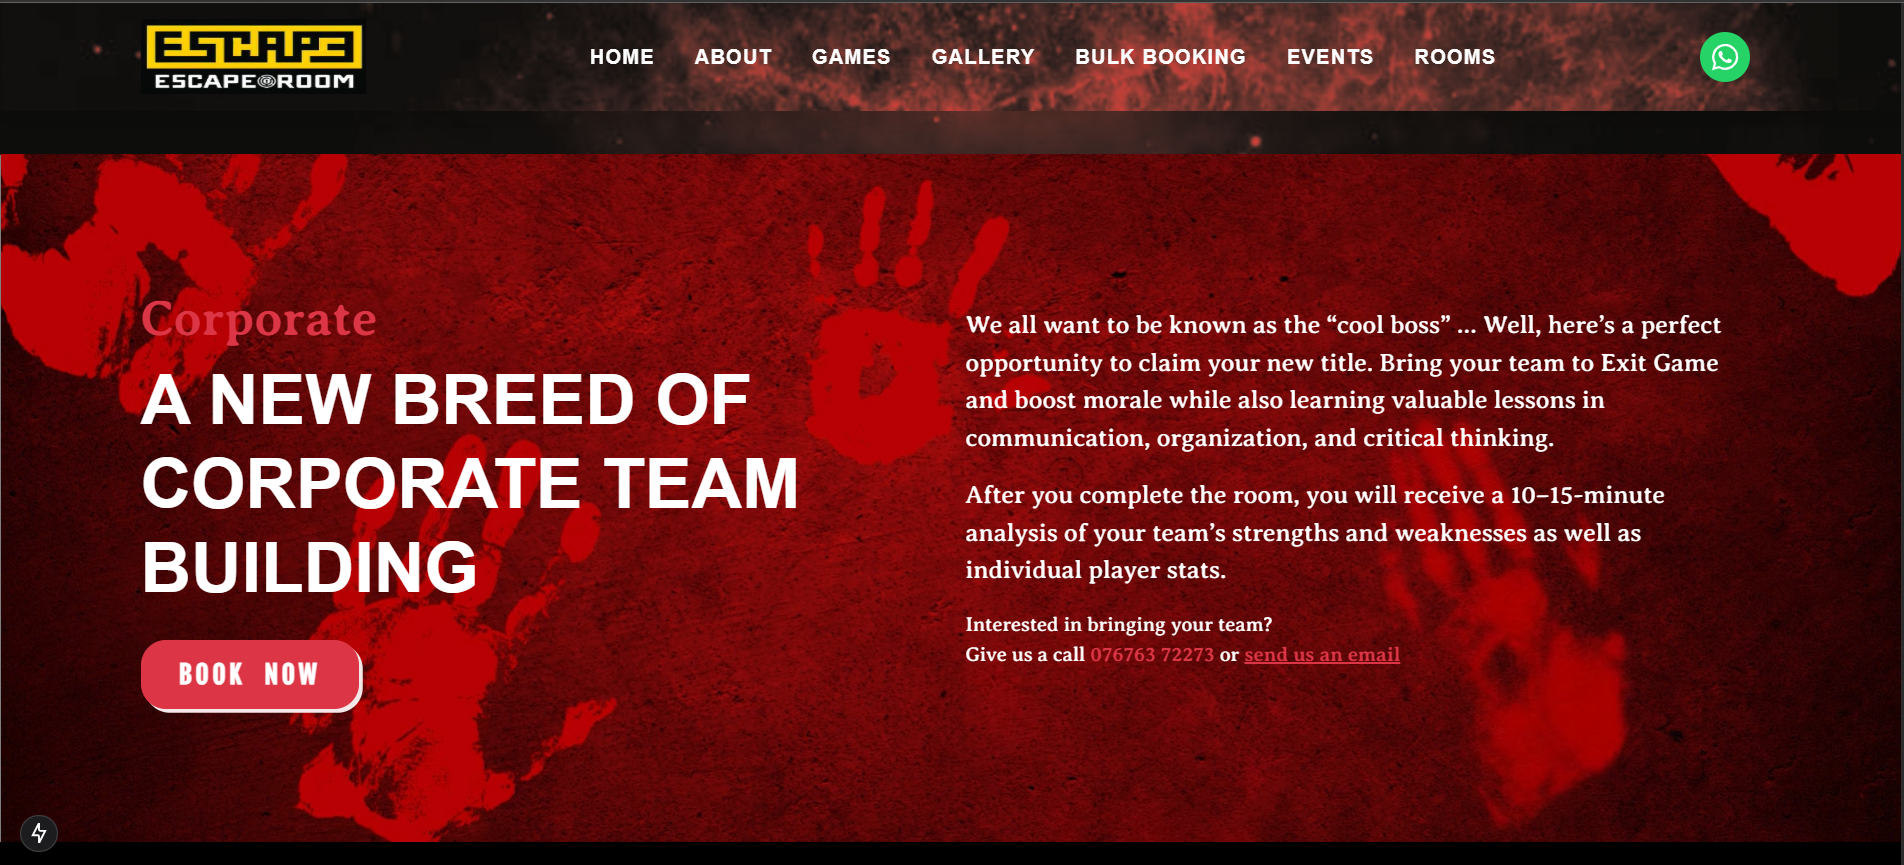 ESCAPE
ESCAPE@ROOM
HOME ABOUT GAMES GALLERY BULK BOOKING EVENTS ROOMS
Corporate
A NEW BREED OF
CORPORATE TEAM
BUILDING
BOOK NOW
We all want to be known as the “cool boss” ... Well, here’s a perfect
opportunity to claim your new title. Bring your team to Exit Game
and boost morale while also learning valuable lessons in
communication, organization, and critical thinking.
After you complete the room, you will receive a 10–15-minute
analysis of your team’s strengths and weaknesses as well as
individual player stats.
Interested in bringing your team?
Give us a call 076763 72273 or send us an email